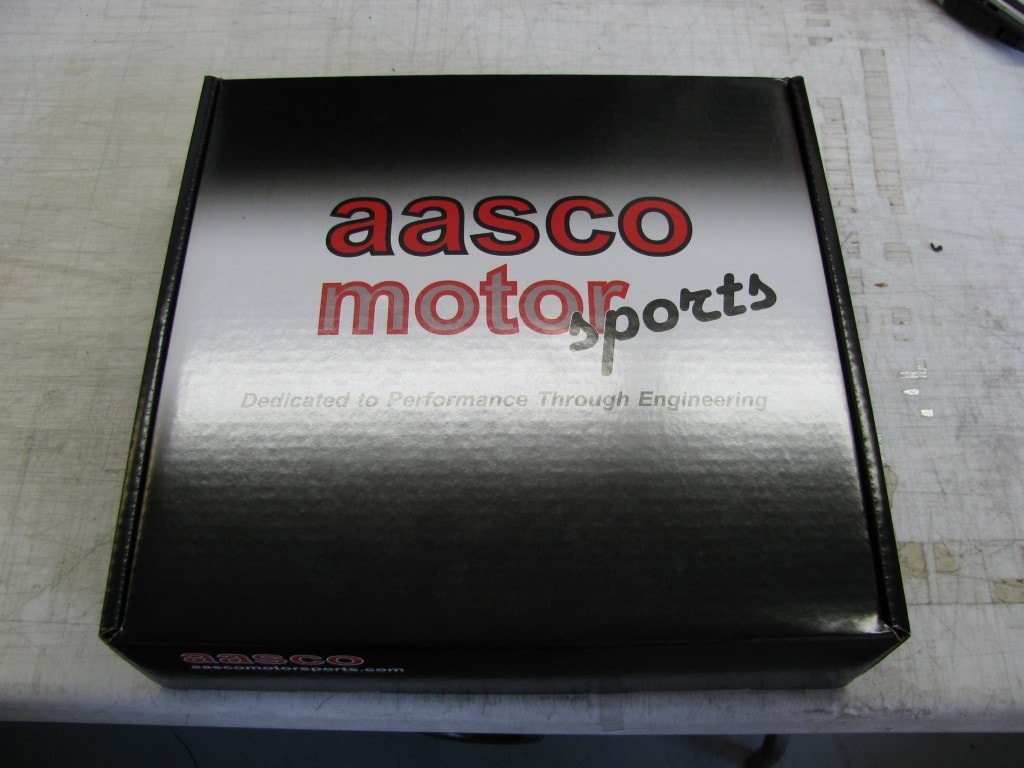 aasco
motor
sports
Dedicated to Performance Through Engineering
aasco
aascomotorsports.com